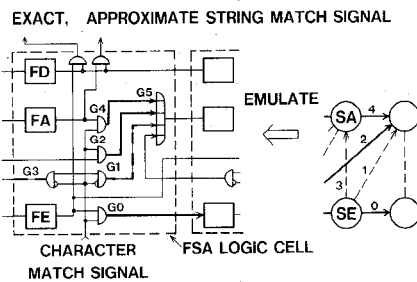 EXACT, APPROXIMATE STRING MATCH SIGNAL
FD
FA
G5
G4
G2
G3
G1
FE
G0
CHARACTER
MATCH SIGNAL
FSA LOGIC CELL
EMULATE
SA
4
2
1
3
SE
0